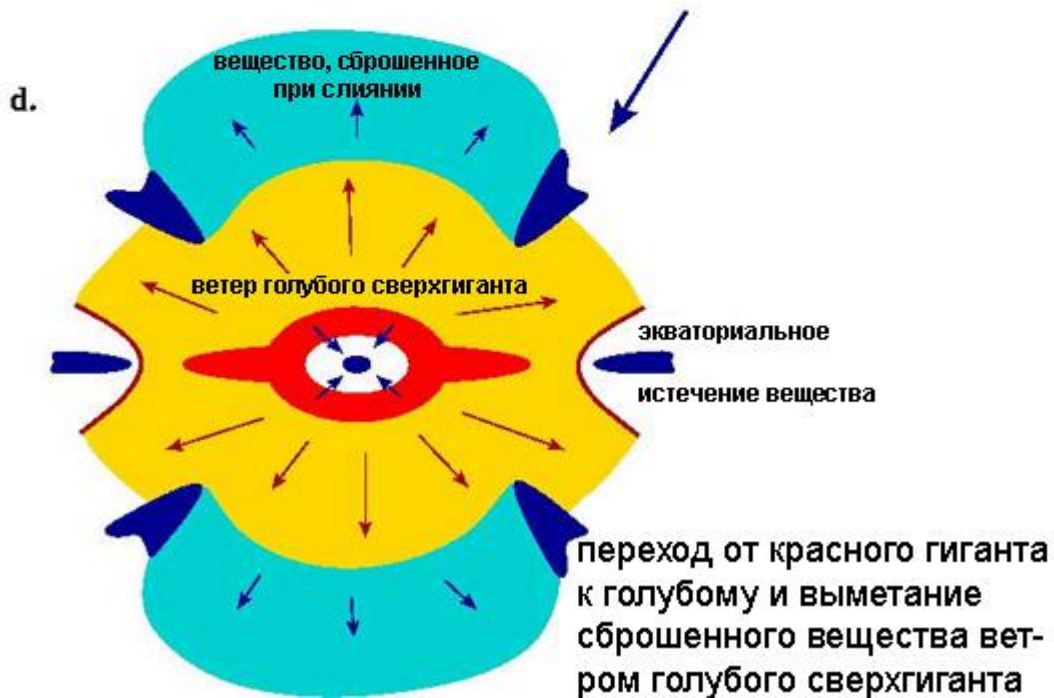 вещество, сброшенное
при слиянии
d.
ветер голубого сверхгиганта
экваториальное
истечение вещества
переход от красного гиганта
к голубому и выметание
сброшенного вещества вет-
ром голубого сверхгиганта